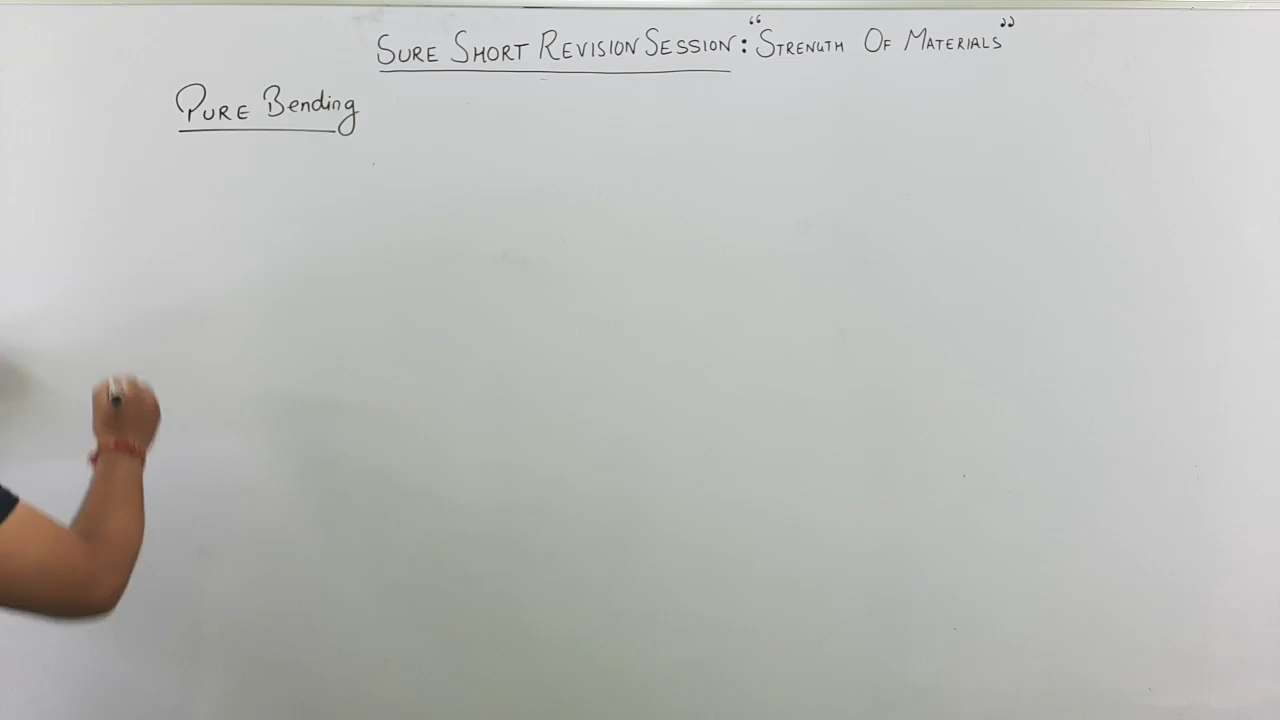 SURE SHORT REVISION SESSION: "STRENGTH OF MATERIALS"
PURE Bending